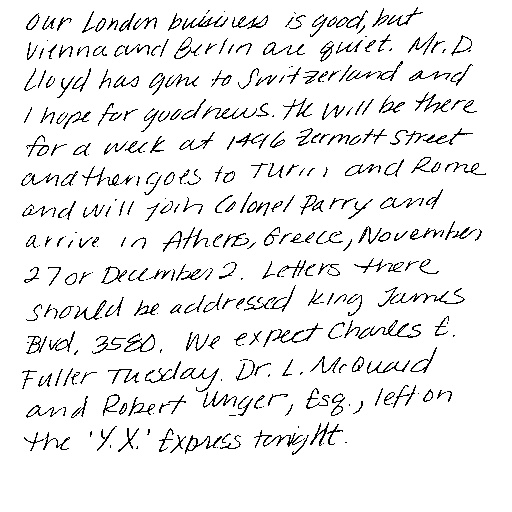 Our London business is good, but
Vienna and Berlin are quiet. Mr. D.
Lloyd has gone to Switzerland and
I hope for good news. He will be there
for a week at 1496 Zermott Street
and then goes to Turin and Rome
and will join Colonel Parry and
arrive in Athens, Greece, November
27 or December 2. Letters there
should be addressed King James
Blvd, 3580. We expect Charles E.
Fuller Tuesday. Dr. L. McQuaid
and Robert Unger, Esq., left on
the 'Y.X.' Express tonight.